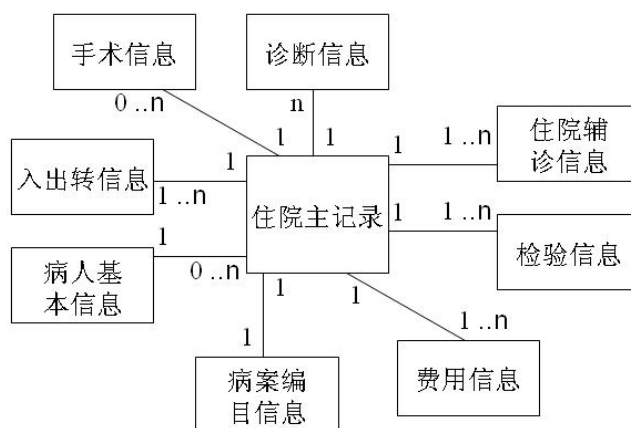 手术信息
诊断信息
0 ..n
n
1
1
住院辅
诊信息
1
1 ..n
入出转信息
1
1 ..n
住院主记录
1
1 ..n
检验信息
病人基
本信息
1
0 ..n
1
1
1
1 ..n
病案编
目信息
费用信息